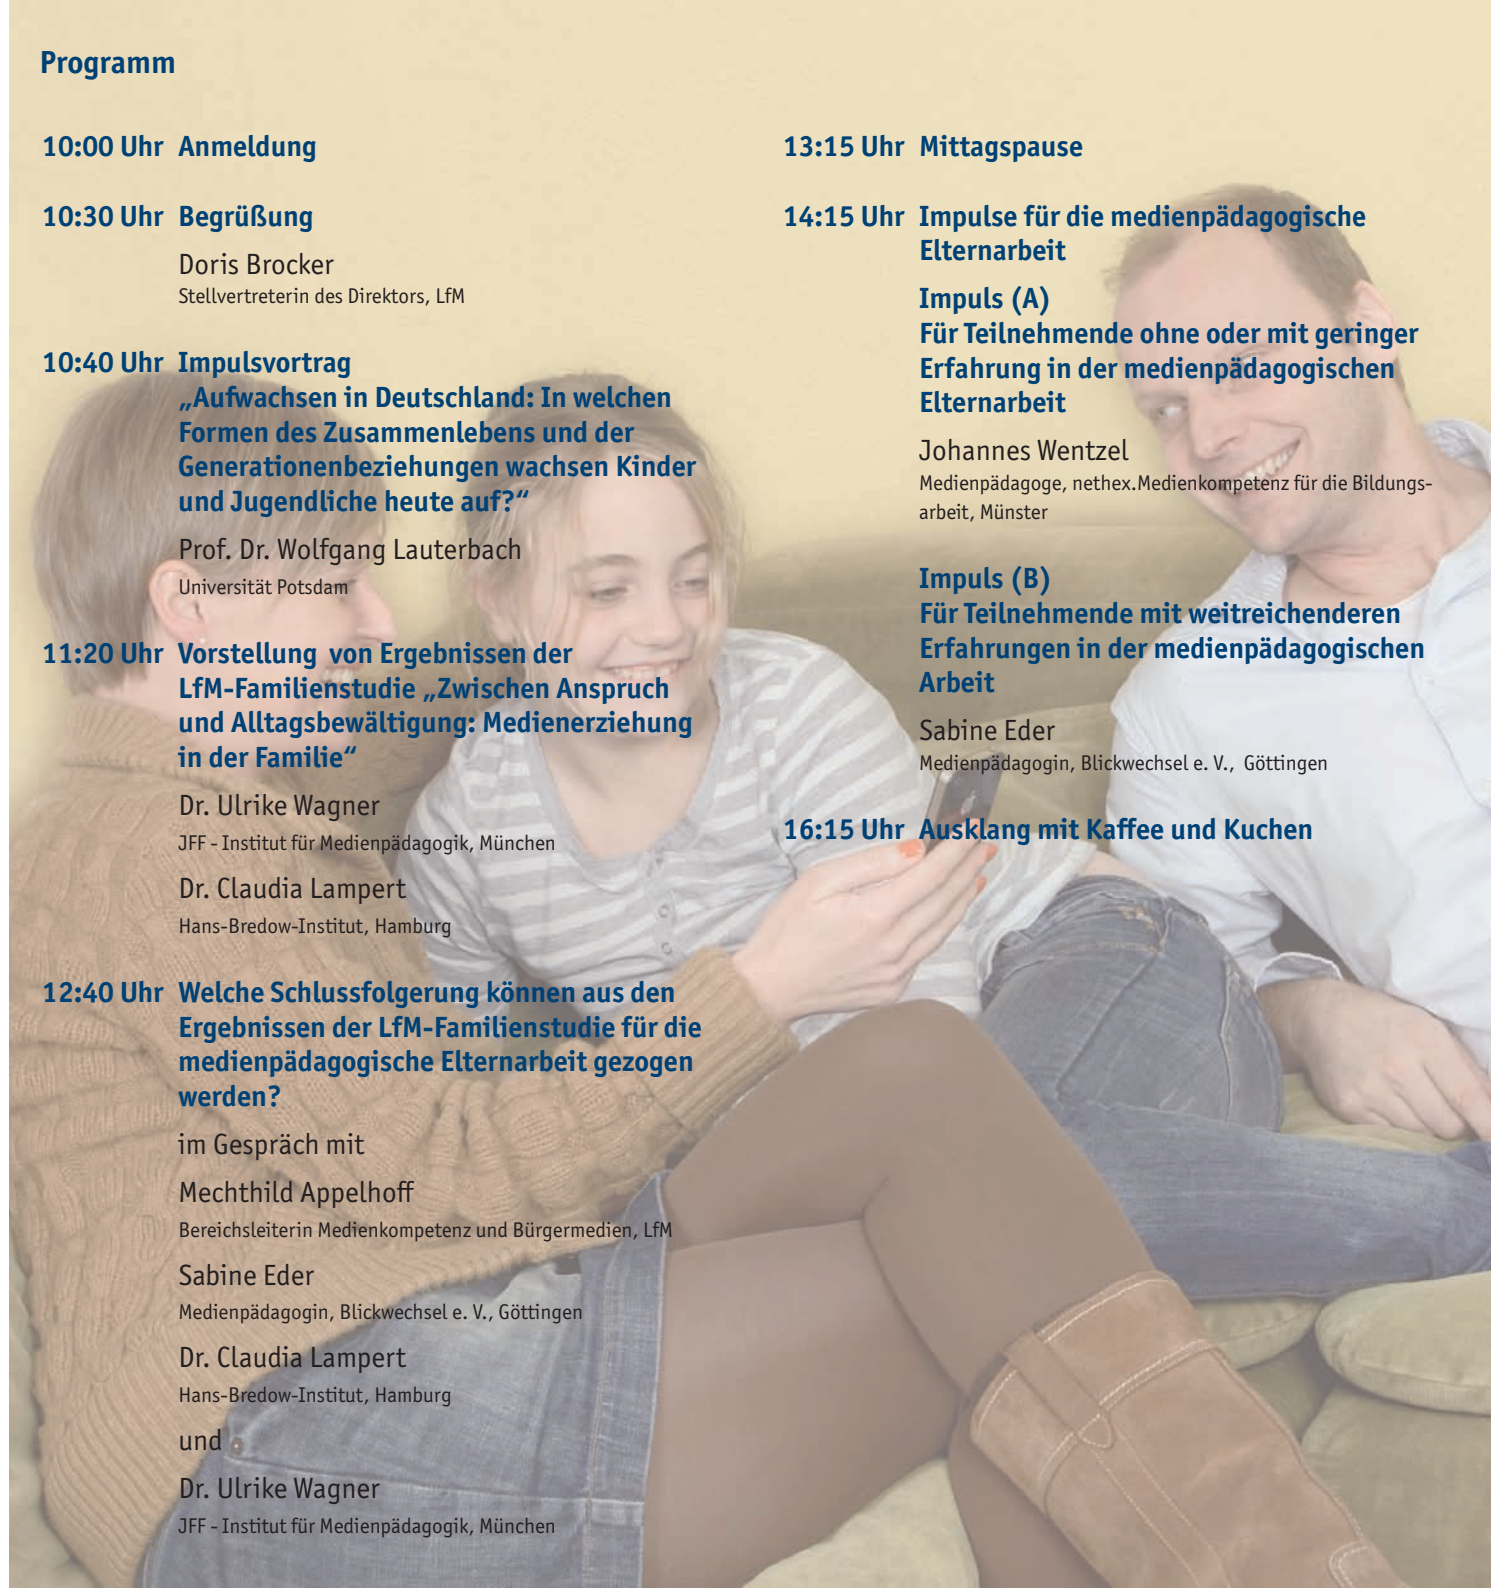 Programm
10:00 Uhr Anmeldung
10:30 Uhr Begrüßung
Doris Brocker
Stellvertreterin des Direktors, LfM
10:40 Uhr Impulsvortrag
„Aufwachsen in Deutschland: In welchen
Formen des Zusammenlebens und der
Generationenbeziehungen wachsen Kinder
und Jugendliche heute auf?“
Prof. Dr. Wolfgang Lauterbach
Universität Potsdam
11:20 Uhr Vorstellung von Ergebnissen der
LfM-Familienstudie „Zwischen Anspruch
und Alltagsbewältigung: Medienerziehung
in der Familie“
Dr. Ulrike Wagner
JFF - Institut für Medienpädagogik, München
Dr. Claudia Lampert
Hans-Bredow-Institut, Hamburg
12:40 Uhr Welche Schlussfolgerung können aus den
Ergebnissen der LfM-Familienstudie für die
medienpädagogische Elternarbeit gezogen
werden?
im Gespräch mit
Mechthild Appelhoff
Bereichsleiterin Medienkompetenz und Bürgermedien, LfM
Sabine Eder
Medienpädagogin, Blickwechsel e. V., Göttingen
Dr. Claudia Lampert
Hans-Bredow-Institut, Hamburg
und
Dr. Ulrike Wagner
JFF - Institut für Medienpädagogik, München
13:15 Uhr Mittagspause
14:15 Uhr Impulse für die medienpädagogische
Elternarbeit
Impuls (A)
Für Teilnehmende ohne oder mit geringer
Erfahrung in der medienpädagogischen
Elternarbeit
Johannes Wentzel
Medienpädagoge, nethex.Medienkompetenz für die Bildungs-
arbeit, Münster
Impuls (B)
Für Teilnehmende mit weitreichenderen
Erfahrungen in der medienpädagogischen
Arbeit
Sabine Eder
Medienpädagogin, Blickwechsel e. V., Göttingen
16:15 Uhr Ausklang mit Kaffee und Kuchen